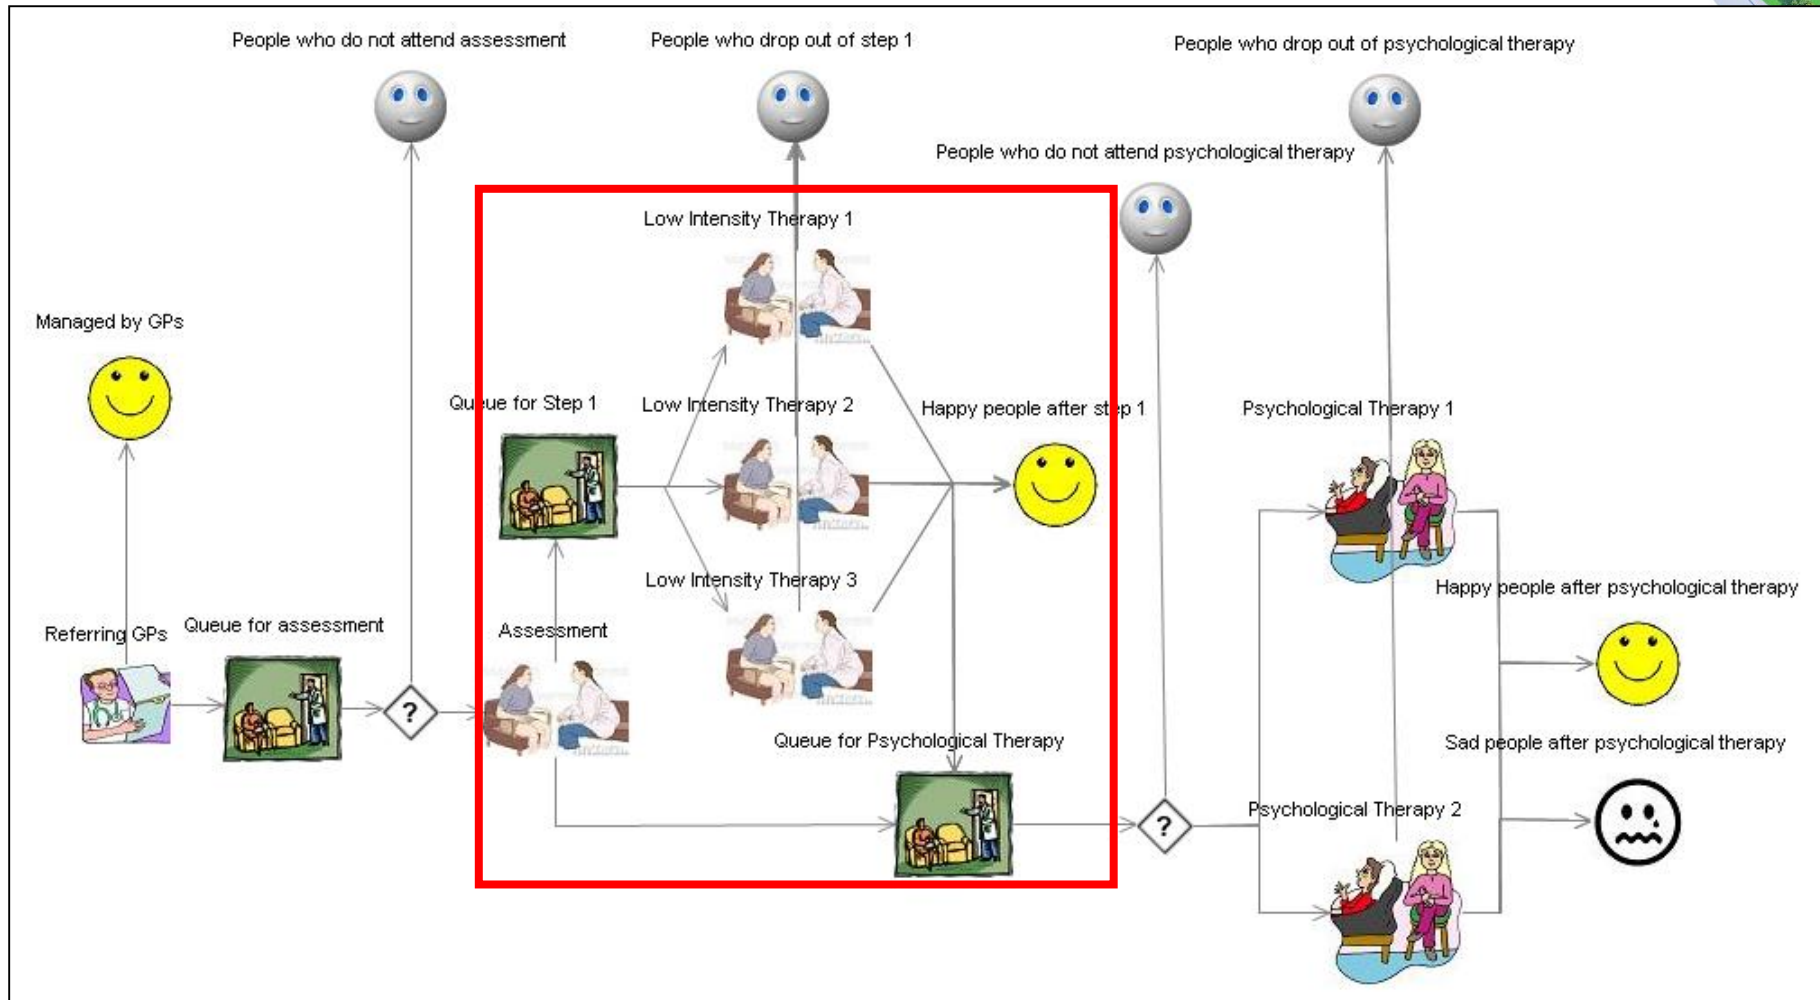 People who do not attend assessment
People who drop out of step 1
People who drop out of psychological therapy
People who do not attend psychological therapy
Low Intensity Therapy 1
Managed by GPs
Queue for Step 1
Low Intensity Therapy 2
Happy people after step 1
Psychological Therapy 1
Low Intensity Therapy 3
Happy people after psychological therapy
Referring GPs
Queue for assessment
Assessment
?
Queue for Psychological Therapy
Sad people after psychological therapy
?
Psychological Therapy 2